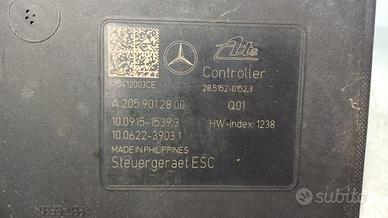 Ate
415412003CE
Controller
28.5152-0152.3
A 205 901 28 00
Q01
10.0915-1539.3
HW-index: 1238
10.0622-3903.1
MADE IN PHILIPPINES
Steuergeraet ESC
subito